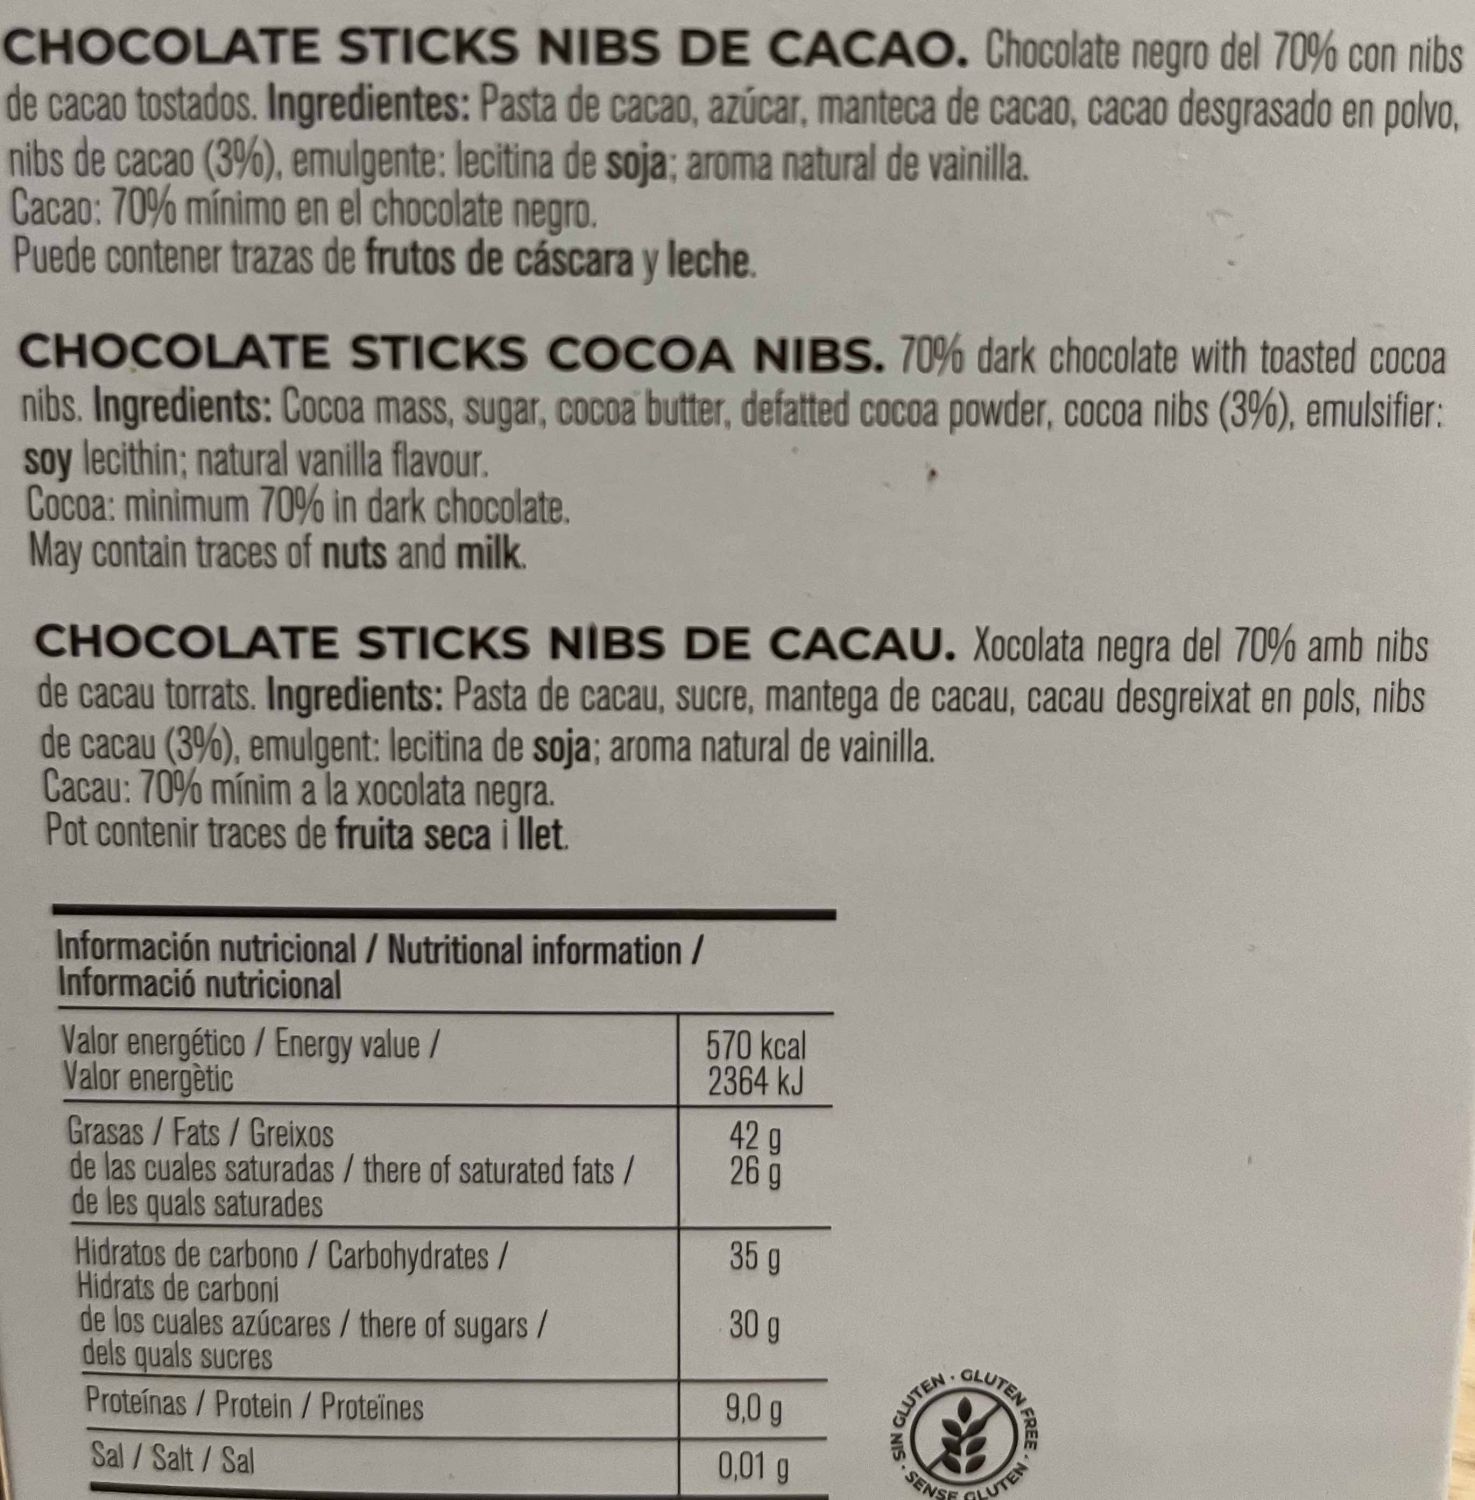 CHOCOLATE STICKS NIBS DE CACAO. Chocolate negro del 70% con nibs
de cacao tostados. Ingredientes: Pasta de cacao, azúcar, manteca de cacao, cacao desgrasado en polvo,
nibs de cacao (3%), emulgente: lecitina de soja; aroma natural de vainilla.
Cacao: 70% mínimo en el chocolate negro.
Puede contener trazas de frutos de cáscara y leche.
CHOCOLATE STICKS COCOA NIBS. 70% dark chocolate with toasted cocoa
nibs. Ingredients: Cocoa mass, sugar, cocoa butter, defatted cocoa powder, cocoa nibs (3%), emulsifier:
soy lecithin; natural vanilla flavour.
Cocoa: minimum 70% in dark chocolate.
May contain traces of nuts and milk.
CHOCOLATE STICKS NIBS DE CACAU. Xocolata negra del 70% amb nibs
de cacau torrats. Ingredients: Pasta de cacau, sucre, mantega de cacau, cacau desgreixat en pols, nibs
de cacau (3%), emulgent: lecitina de soja; aroma natural de vainilla.
Cacau: 70% mínim a la xocolata negra.
Pot contenir traces de fruita seca i llet.
Información nutricional / Nutritional information /
Informació nutricional
Valor energético / Energy value / 570 kcal
Valor energètic 2364 kJ
Grasas / Fats / Greixos 42 g
de las cuales saturadas / there of saturated fats / 26 g
de les quals saturades
Hidratos de carbono / Carbohydrates / 35 g
Hidrats de carboni
de los cuales azúcares / there of sugars / 30 g
dels quals sucres
Proteínas / Protein / Proteïnes 9,0 g
Sal / Salt / Sal 0,01 g
SIN GLUTEN · GLUTEN FREE · SENSE GLUTEN ·